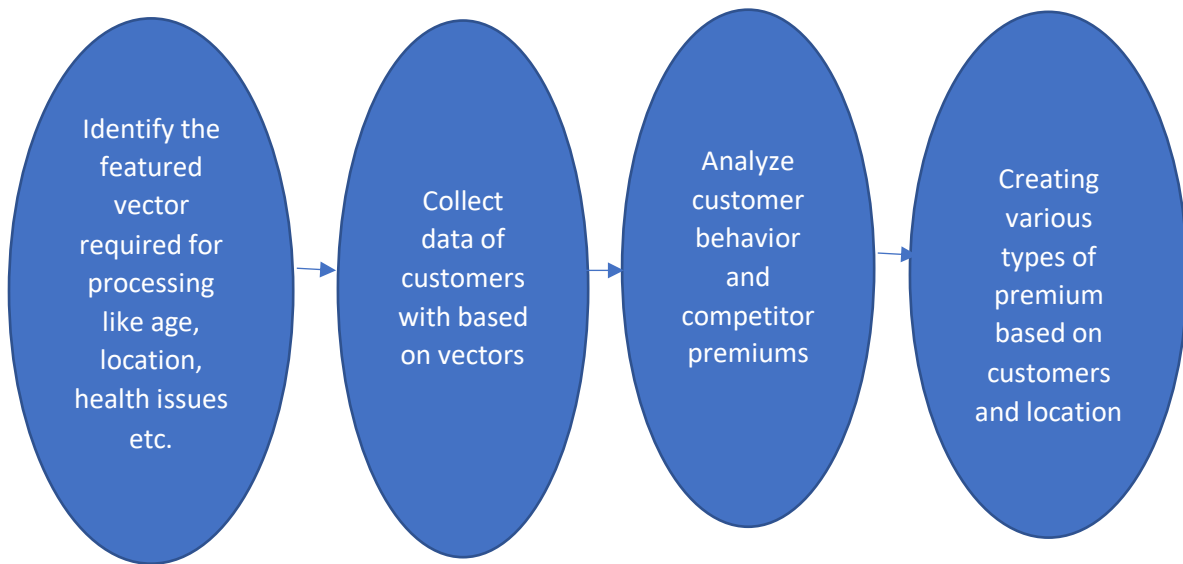 Identify the
featured
vector
required for
processing
like age,
location,
health issues
etc.
Collect
data of
customers
with based
on vectors
Analyze
customer
behavior
and
competitor
premiums
Creating
various
types of
premium
based on
customers
and location